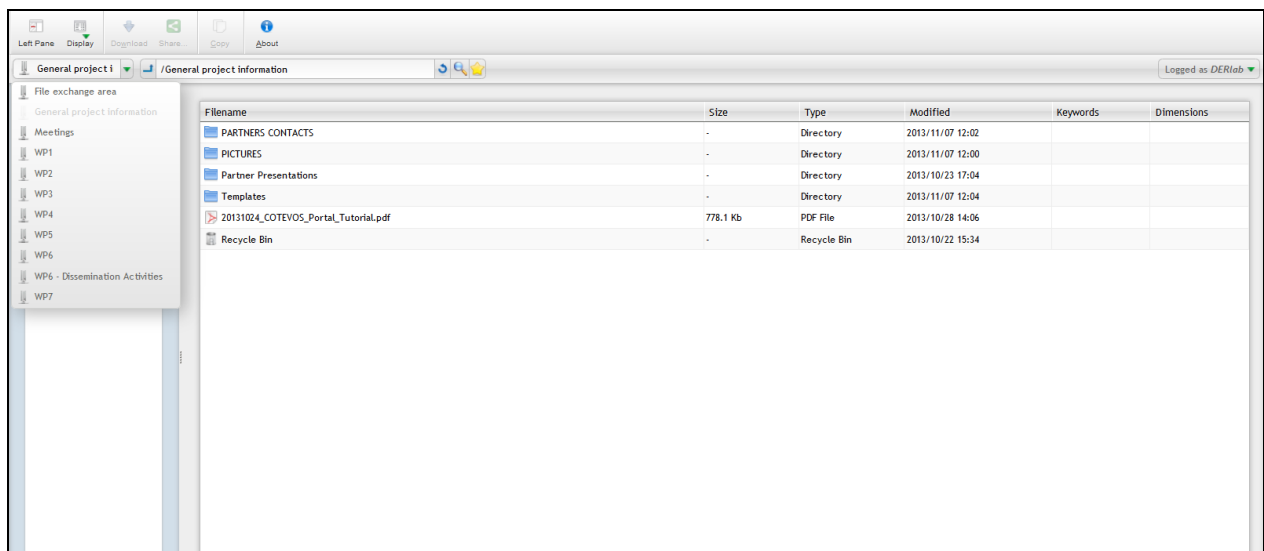 Left Pane Display Download Share... Copy About
General project i /General project information Logged as DERlab
File exchange area
General project information
Meetings
WP1
WP2
WP3
WP4
WP5
WP6
WP6 - Dissemination Activities
WP7
Filename Size Type Modified Keywords Dimensions
PARTNERS CONTACTS - Directory 2013/11/07 12:02
PICTURES - Directory 2013/11/07 12:00
Partner Presentations - Directory 2013/10/23 17:04
Templates - Directory 2013/11/07 12:04
20131024_COTEVOS_Portal_Tutorial.pdf 778.1 Kb PDF File 2013/10/28 14:06
Recycle Bin - Recycle Bin 2013/10/22 15:34